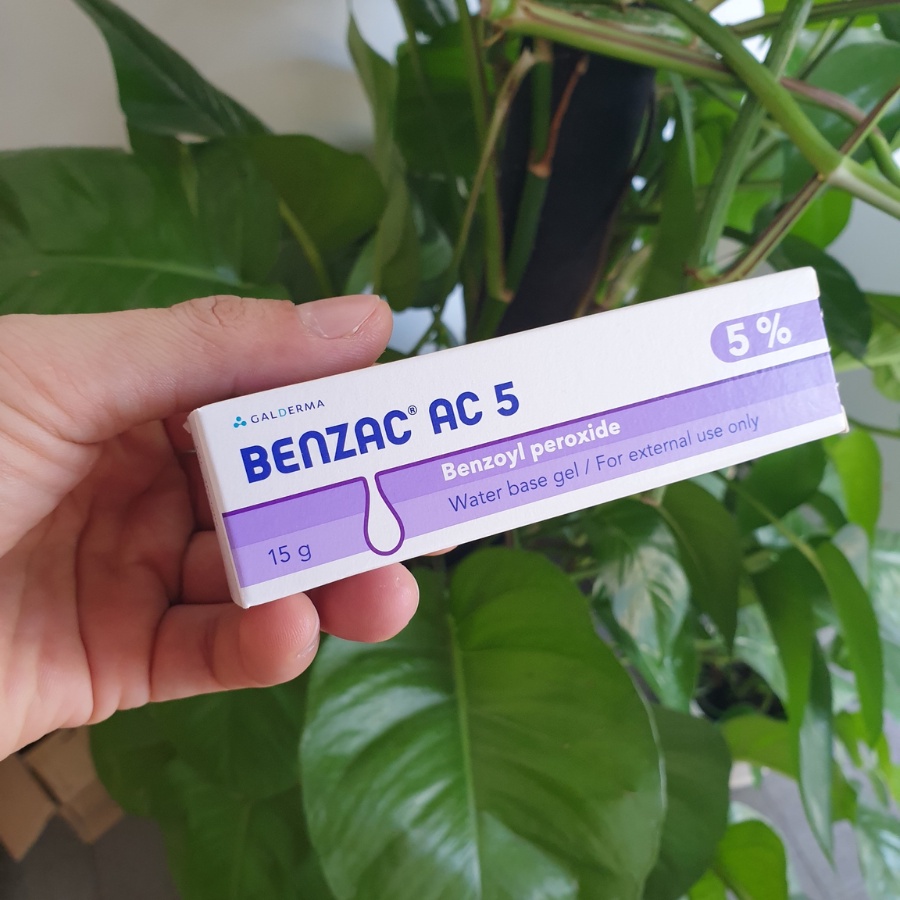 GALDERMA
BENZAC® AC 5
5 %
Benzoyl peroxide
Water base gel / For external use only
15 g